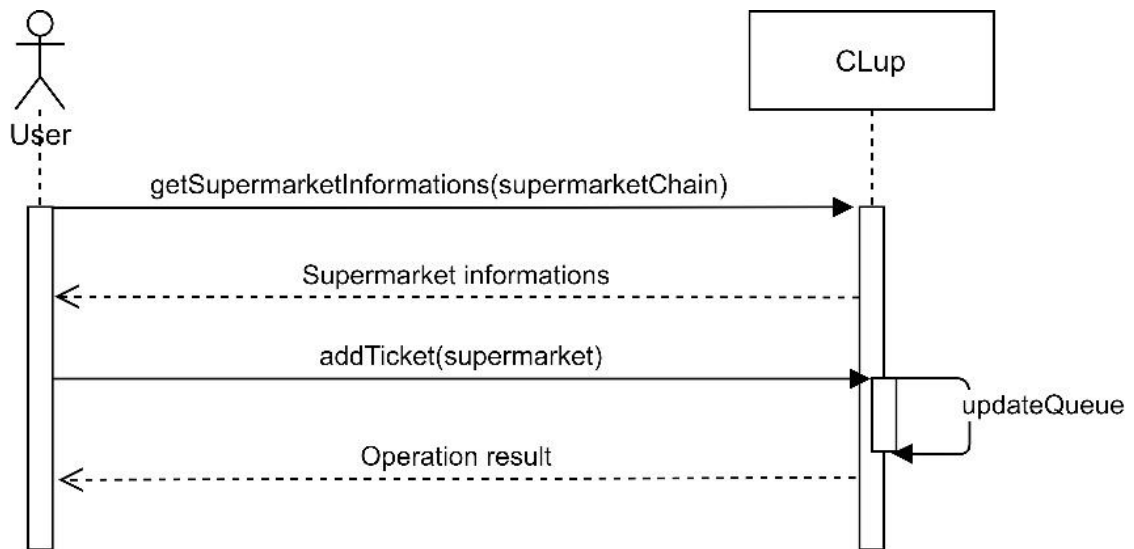 CLup
User
getSupermarketInformations(supermarketChain)
Supermarket informations
addTicket(supermarket)
updateQueue
Operation result